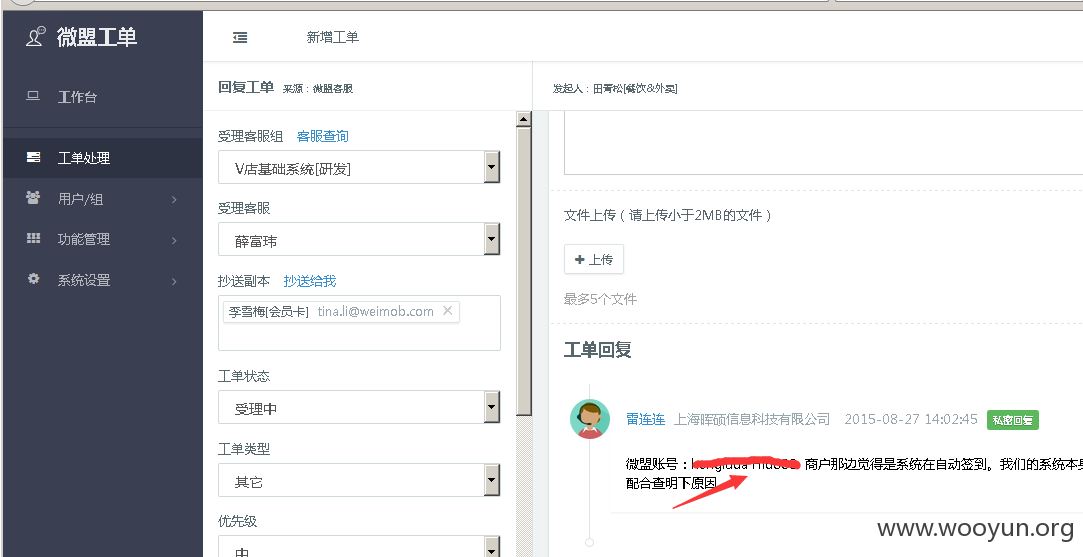 微盟工单
新增工单
工作台
工单处理
用户/组
功能管理
系统设置
回复工单 来源：微盟客服
受理客服组 客服查询
V店基础系统[研发]
受理客服
薛富玮
抄送副本 抄送给我
李雪梅[会员卡] tina.li@weimob.com
工单状态
受理中
工单类型
其它
优先级
中
发起人：田青松[餐饮&外卖]
文件上传（请上传小于2MB的文件）
上传
最多5个文件
工单回复
雷连连 上海晖硕信息科技有限公司 2015-08-27 14:02:45 私密回复
微盟账号： 商户那边觉得是系统在自动签到。我们的系统本身
配合查明下原因
www.wooyun.org